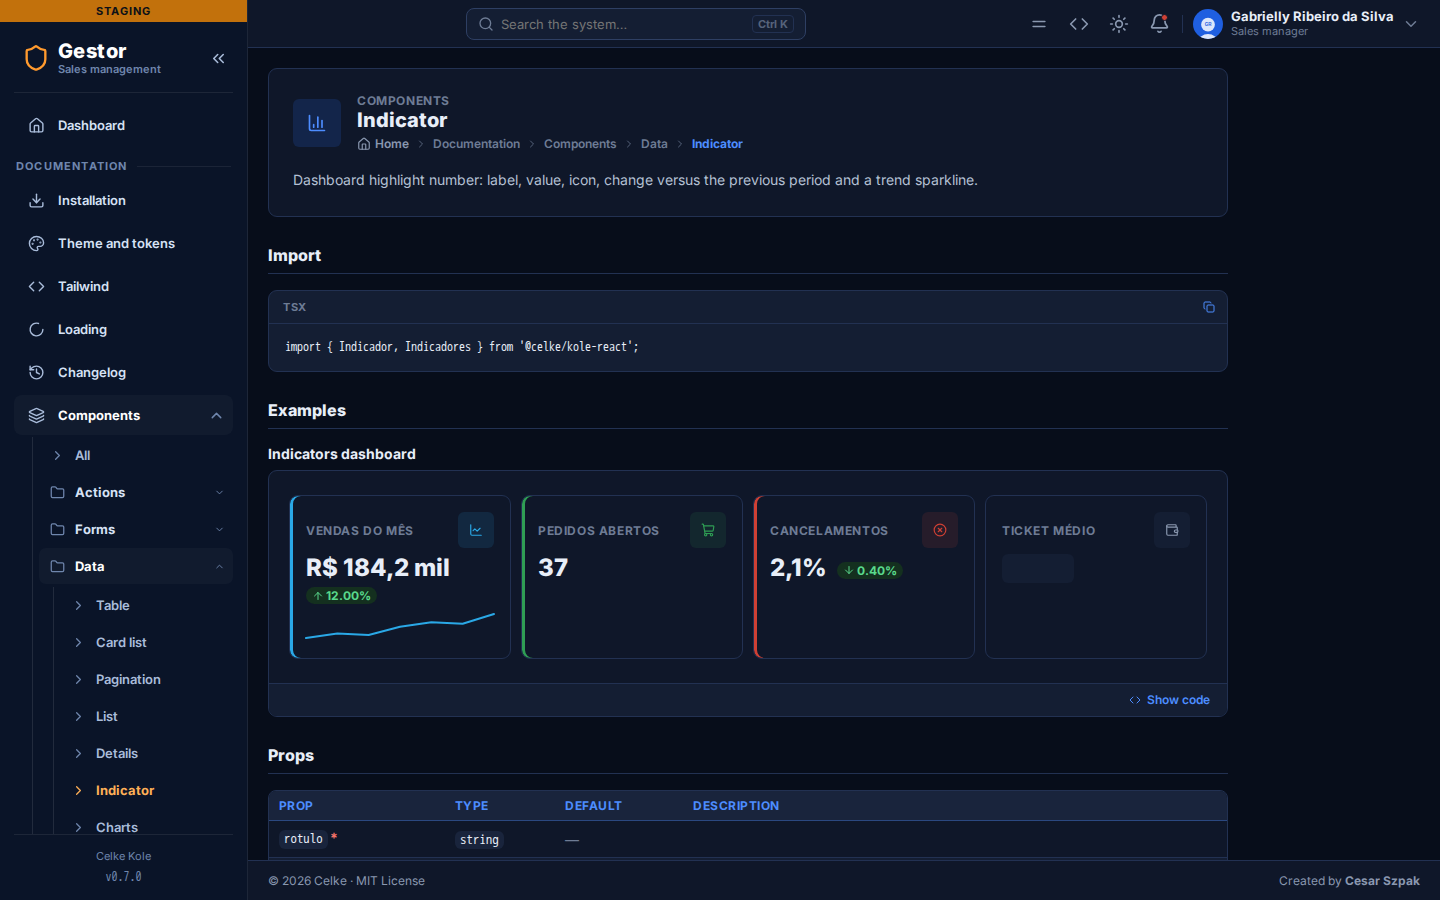 STAGING
Gestor
Sales management
Dashboard
DOCUMENTATION
Installation
Theme and tokens
Tailwind
Loading
Changelog
Components
All
Actions
Forms
Data
Table
Card list
Pagination
List
Details
Indicator
Charts
Celke Kole
v0.7.0
Search the system...
Ctrl K
GR
Gabrielly Ribeiro da Silva
Sales manager
COMPONENTS
Indicator
Home Documentation Components Data Indicator
Dashboard highlight number: label, value, icon, change versus the previous period and a trend sparkline.
Import
TSX
import { Indicador, Indicadores } from '@celke/kole-react';
Examples
Indicators dashboard
VENDAS DO MÊS
R$ 184,2 mil
12.00%
PEDIDOS ABERTOS
37
CANCELAMENTOS
2,1% 0.40%
TICKET MÉDIO
Show code
Props
PROP TYPE DEFAULT DESCRIPTION
rotulo * string —
© 2026 Celke · MIT License
Created by Cesar Szpak